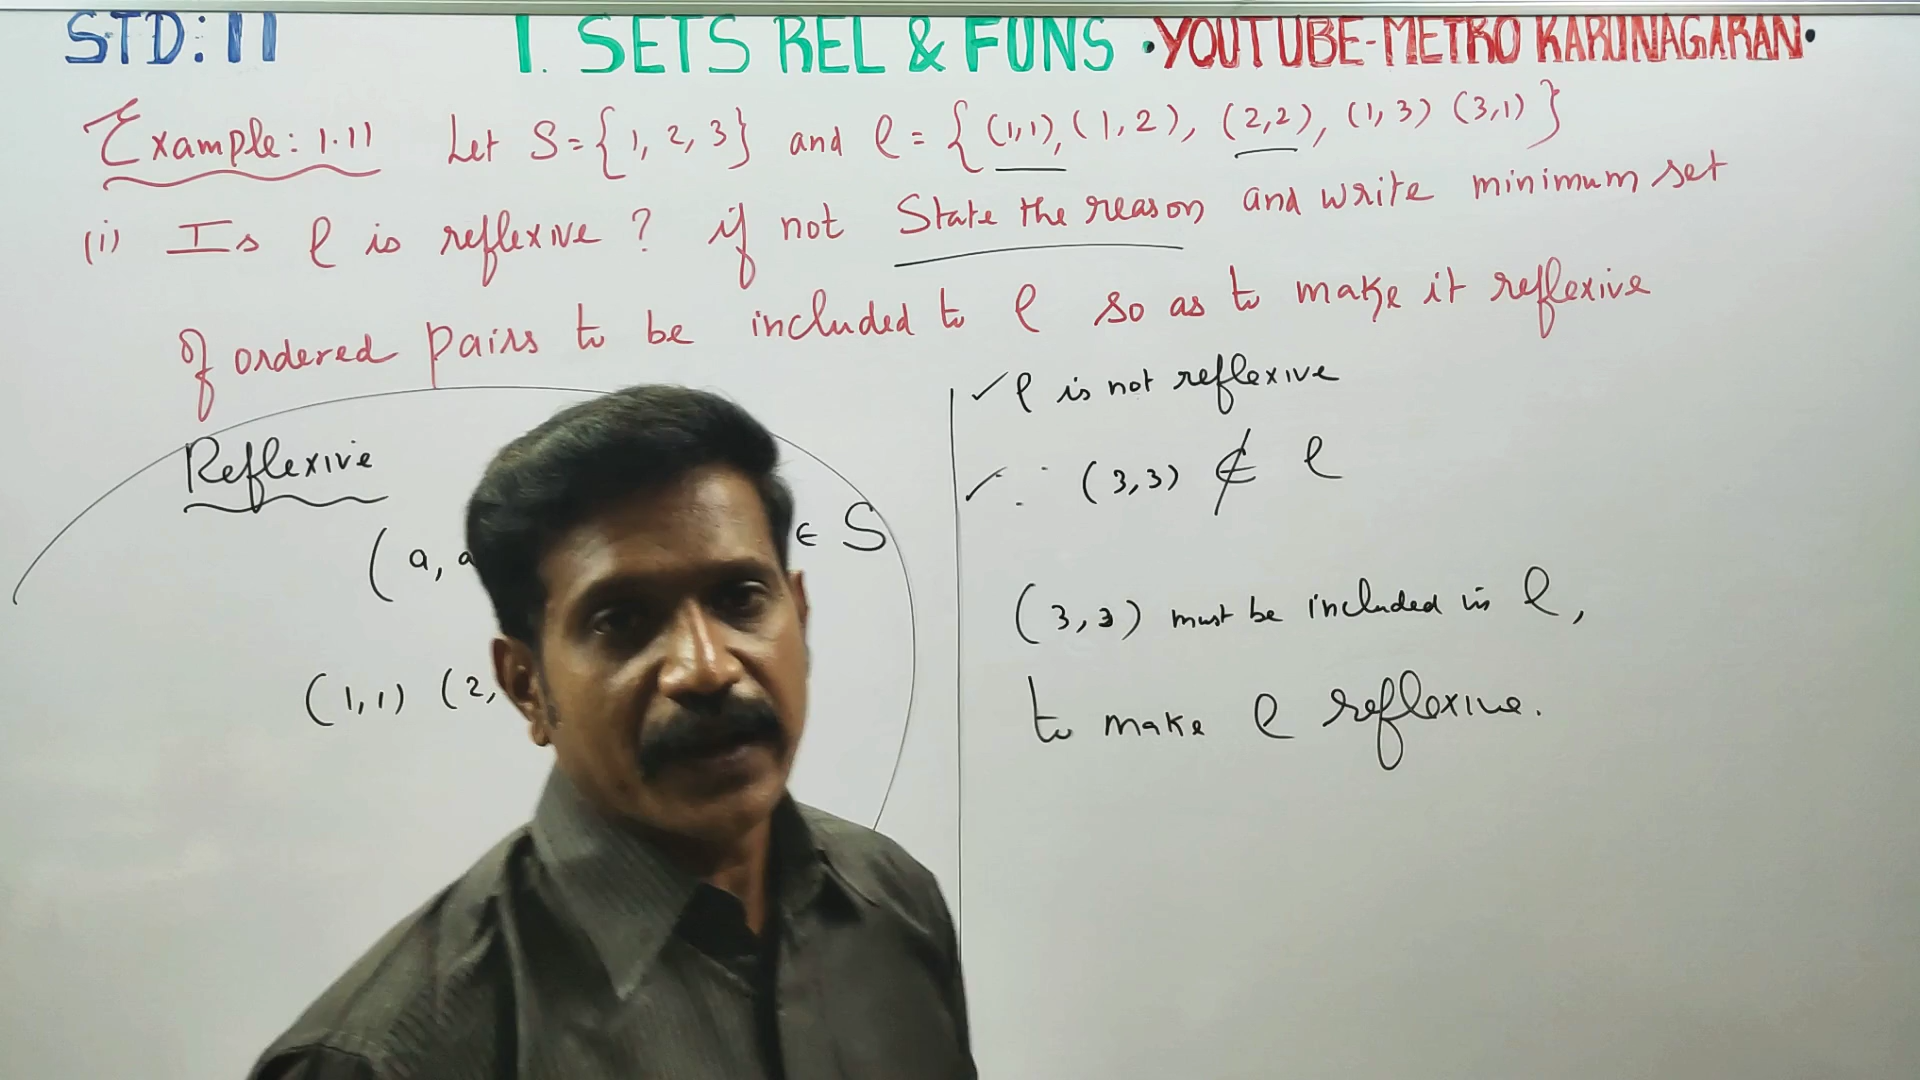 STD: 11 1. SETS REL & FUNS • YOUTUBE-METRO KARUNAGARAN •
Example: 1.11 Let S = {1, 2, 3} and ρ = {(1,1), (1,2), (2,2), (1,3) (3,1)}
(i) Is ρ is reflexive? if not State the reason and write minimum set
of ordered pairs to be included to ρ so as to make it reflexive
Reflexive
(a, a
∈ S
(1,1) (2,
✓ ρ is not reflexive
✓ ∵ (3,3) ∉ ρ
(3,3) must be included in ρ,
to make ρ reflexive.